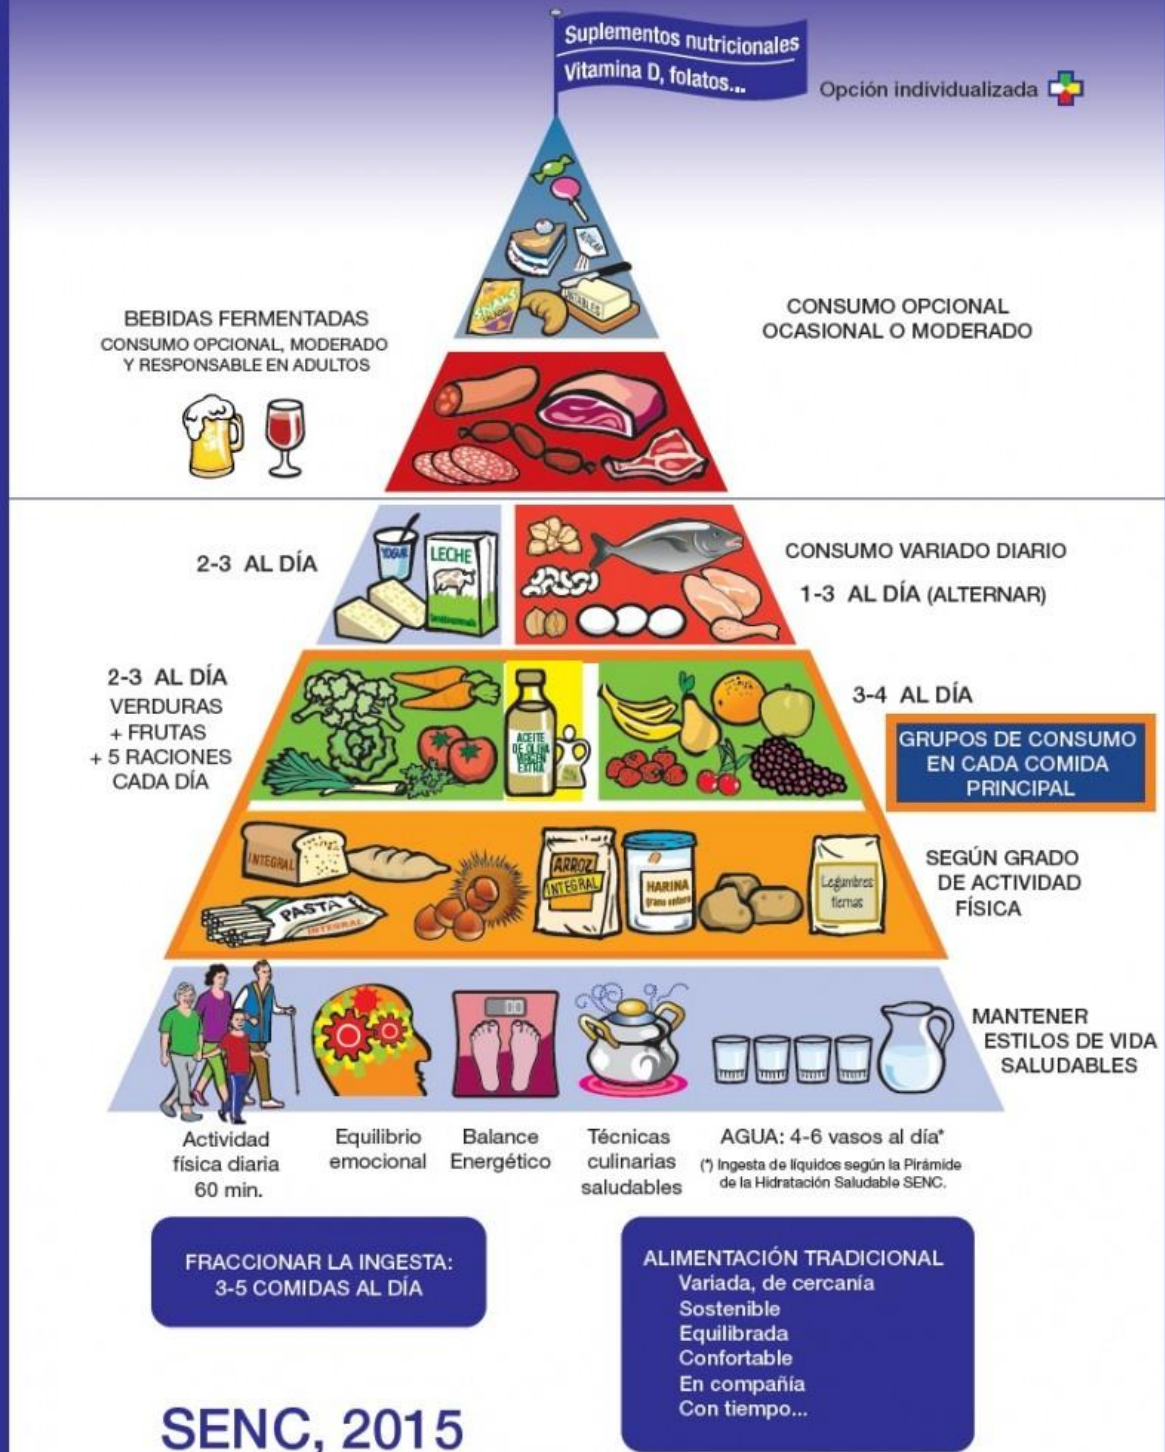 Suplementos nutricionales
Vitamina D, folatos...
Opción individualizada
AZÚCAR
UNTABLES
SNACKS
SALADOS
BEBIDAS FERMENTADAS
CONSUMO OPCIONAL, MODERADO
Y RESPONSABLE EN ADULTOS
CONSUMO OPCIONAL
OCASIONAL O MODERADO
2-3 AL DÍA
YOGUR
LECHE
CONSUMO VARIADO DIARIO
1-3 AL DÍA (ALTERNAR)
2-3 AL DÍA
VERDURAS
+ FRUTAS
+ 5 RACIONES
CADA DÍA
ACEITE
DE OLIVA
VIRGEN
EXTRA
3-4 AL DÍA
GRUPOS DE CONSUMO
EN CADA COMIDA
PRINCIPAL
INTEGRAL
PASTA
INTEGRAL
ARROZ
INTEGRAL
HARINA
grano entero
Legumbres
tiernas
SEGÚN GRADO
DE ACTIVIDAD
FÍSICA
MANTENER
ESTILOS DE VIDA
SALUDABLES
Actividad
física diaria
60 min.
Equilibrio
emocional
Balance
Energético
Técnicas
culinarias
saludables
AGUA: 4-6 vasos al día*
(*) Ingesta de líquidos según la Pirámide
de la Hidratación Saludable SENC.
FRACCIONAR LA INGESTA:
3-5 COMIDAS AL DÍA
ALIMENTACIÓN TRADICIONAL
Variada, de cercanía
Sostenible
Equilibrada
Confortable
En compañía
Con tiempo...
SENC, 2015